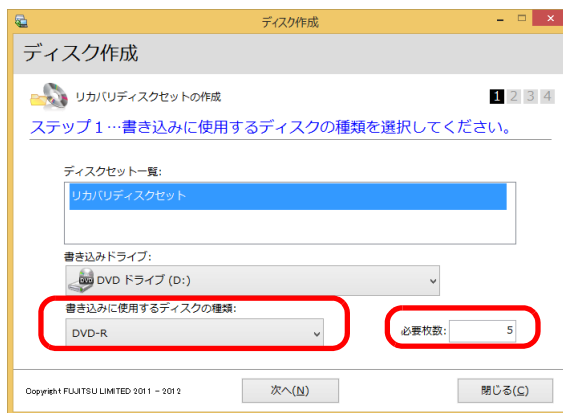 ディスク作成
ディスク作成
リカバリディスクセットの作成
1 2 3 4
ステップ1…書き込みに使用するディスクの種類を選択してください。
ディスクセット一覧:
リカバリディスクセット
書き込みドライブ:
DVD ドライブ (D:)
書き込みに使用するディスクの種類:
DVD-R
必要枚数: 5
Copyright FUJITSU LIMITED 2011 - 2012
次へ(N)
閉じる(C)